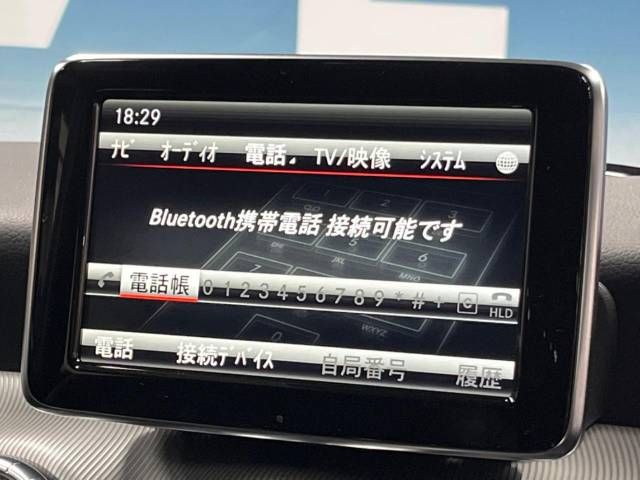 18:29
ナビ オーディオ 電話 TV/映像 システム
Bluetooth携帯電話 接続可能です
電話帳 0 1 2 3 4 5 6 7 8 9 * # + C HLD
電話 接続デバイス 自局番号 履歴